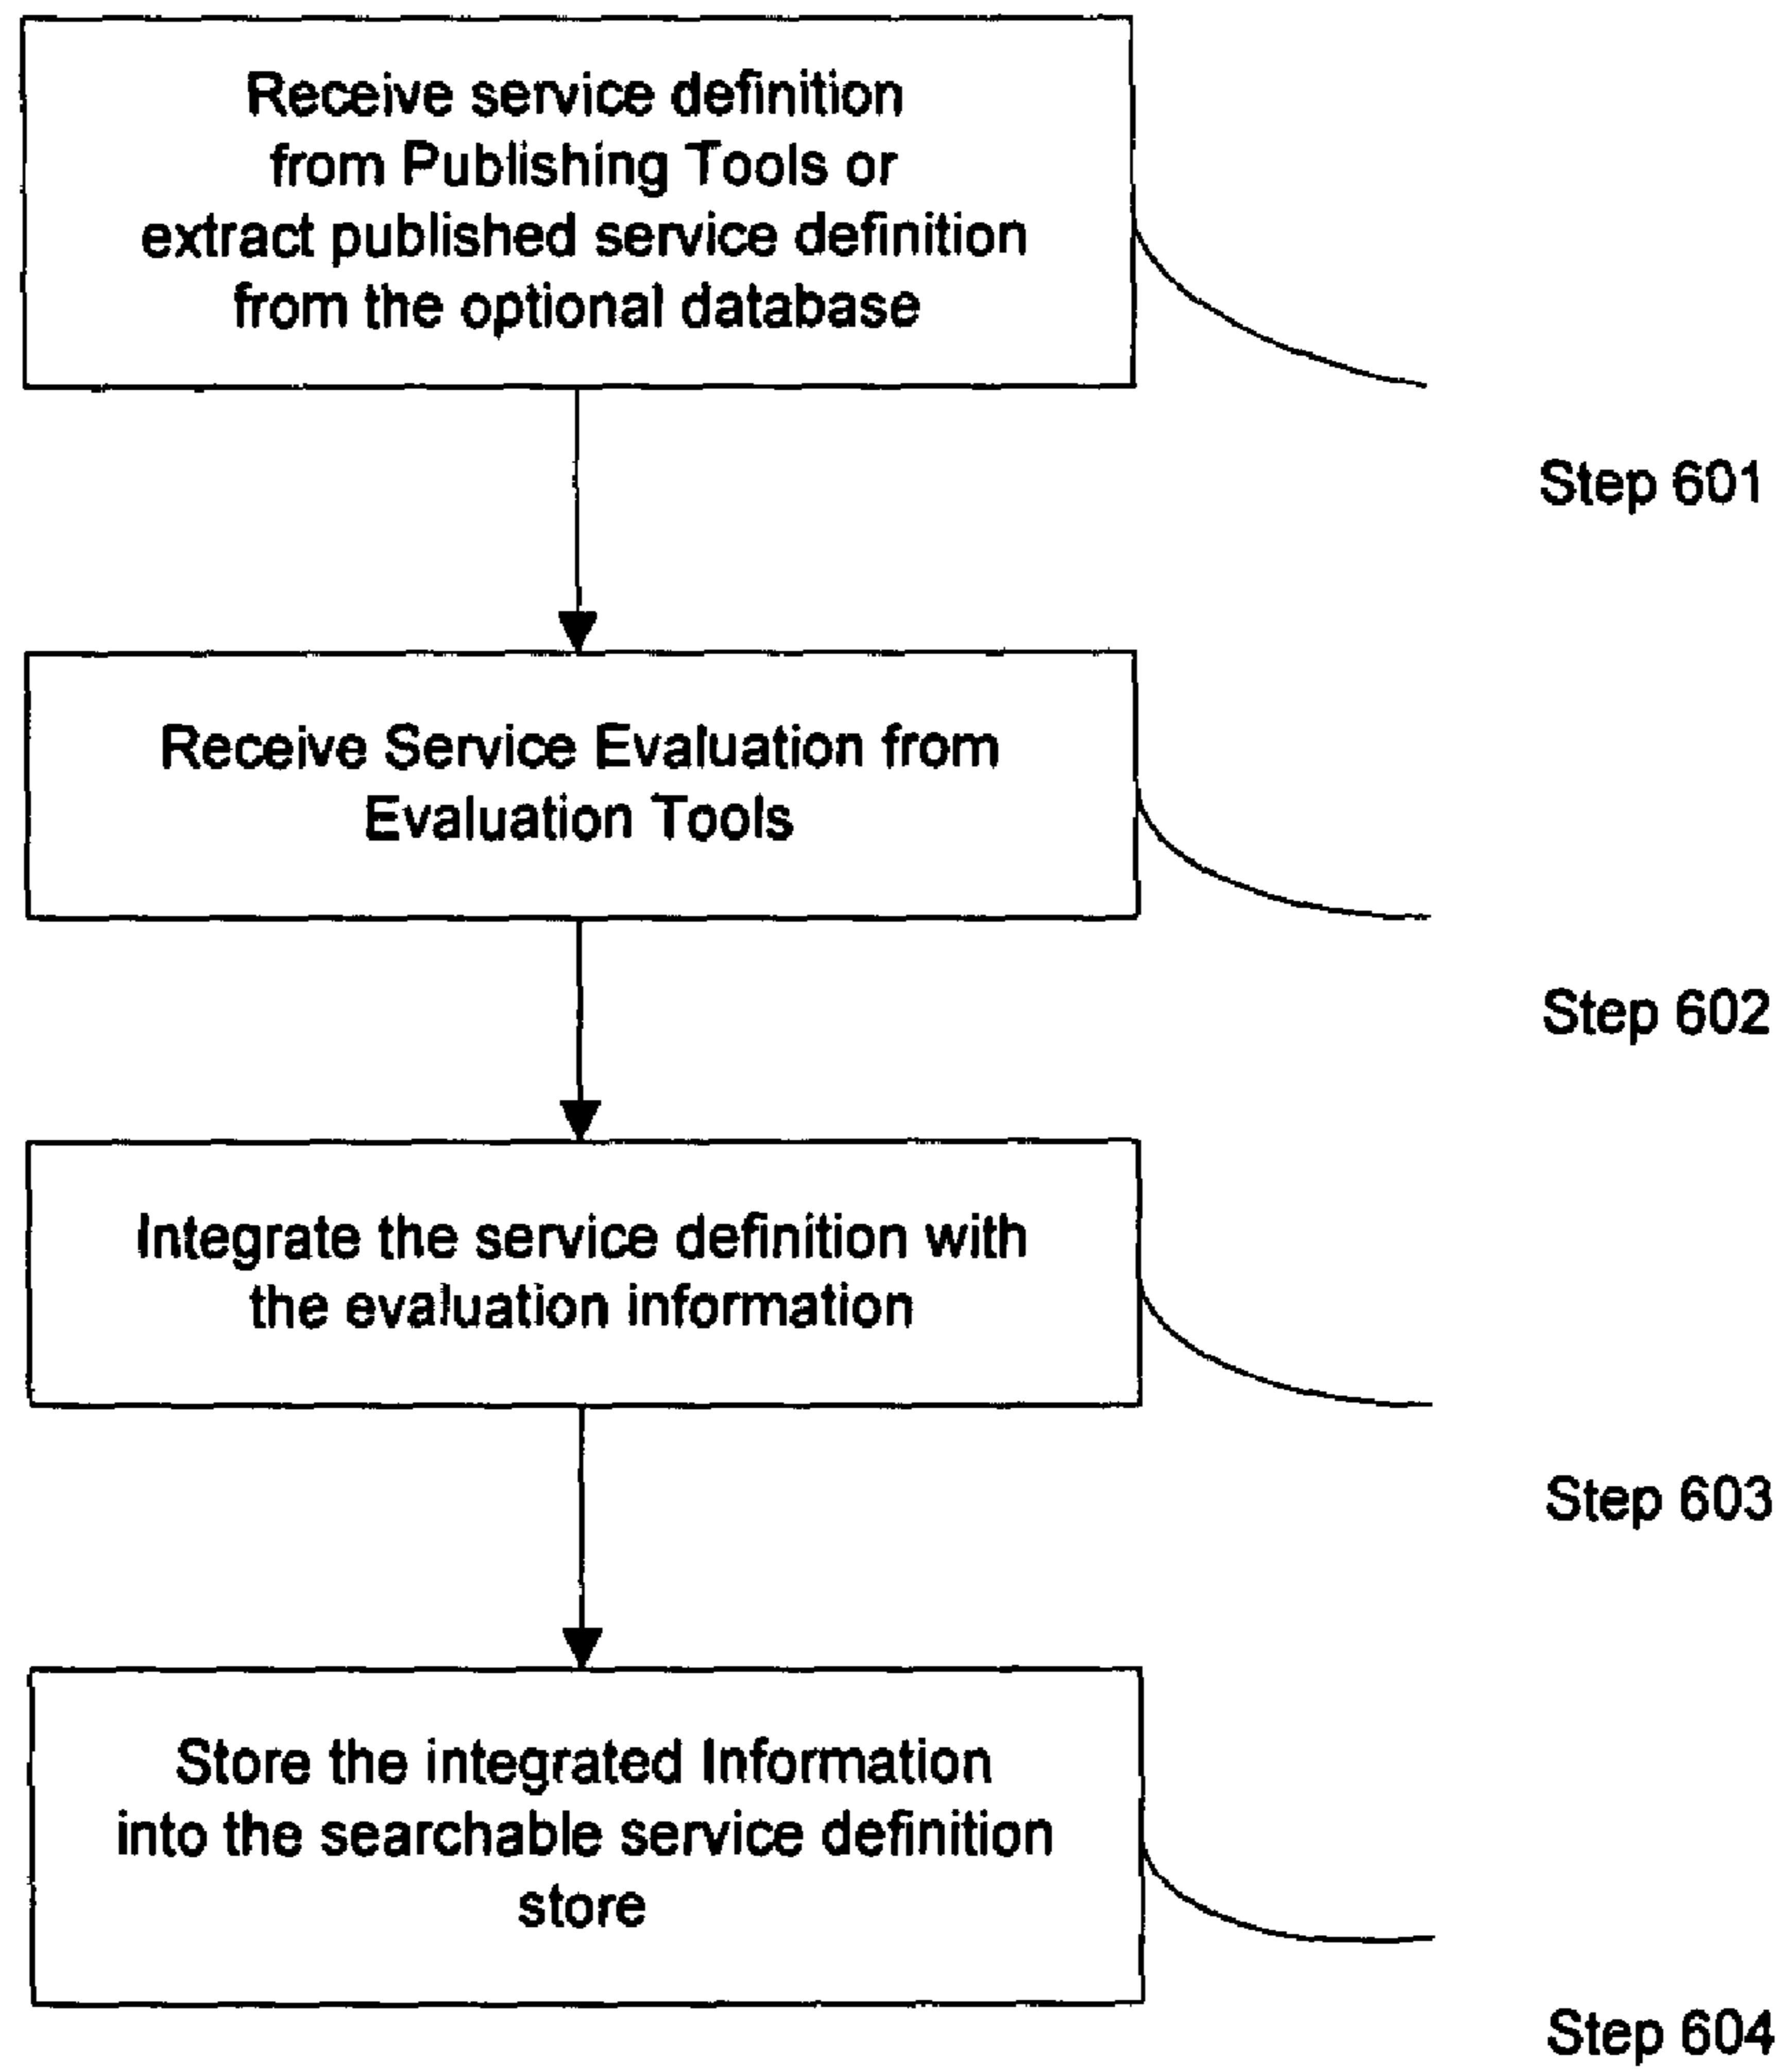 Receive service definition
from Publishing Tools or
extract published service definition
from the optional database
Step 601
Receive Service Evaluation from
Evaluation Tools
Step 602
Integrate the service definition with
the evaluation information
Step 603
Store the integrated Information
into the searchable service definition
store
Step 604